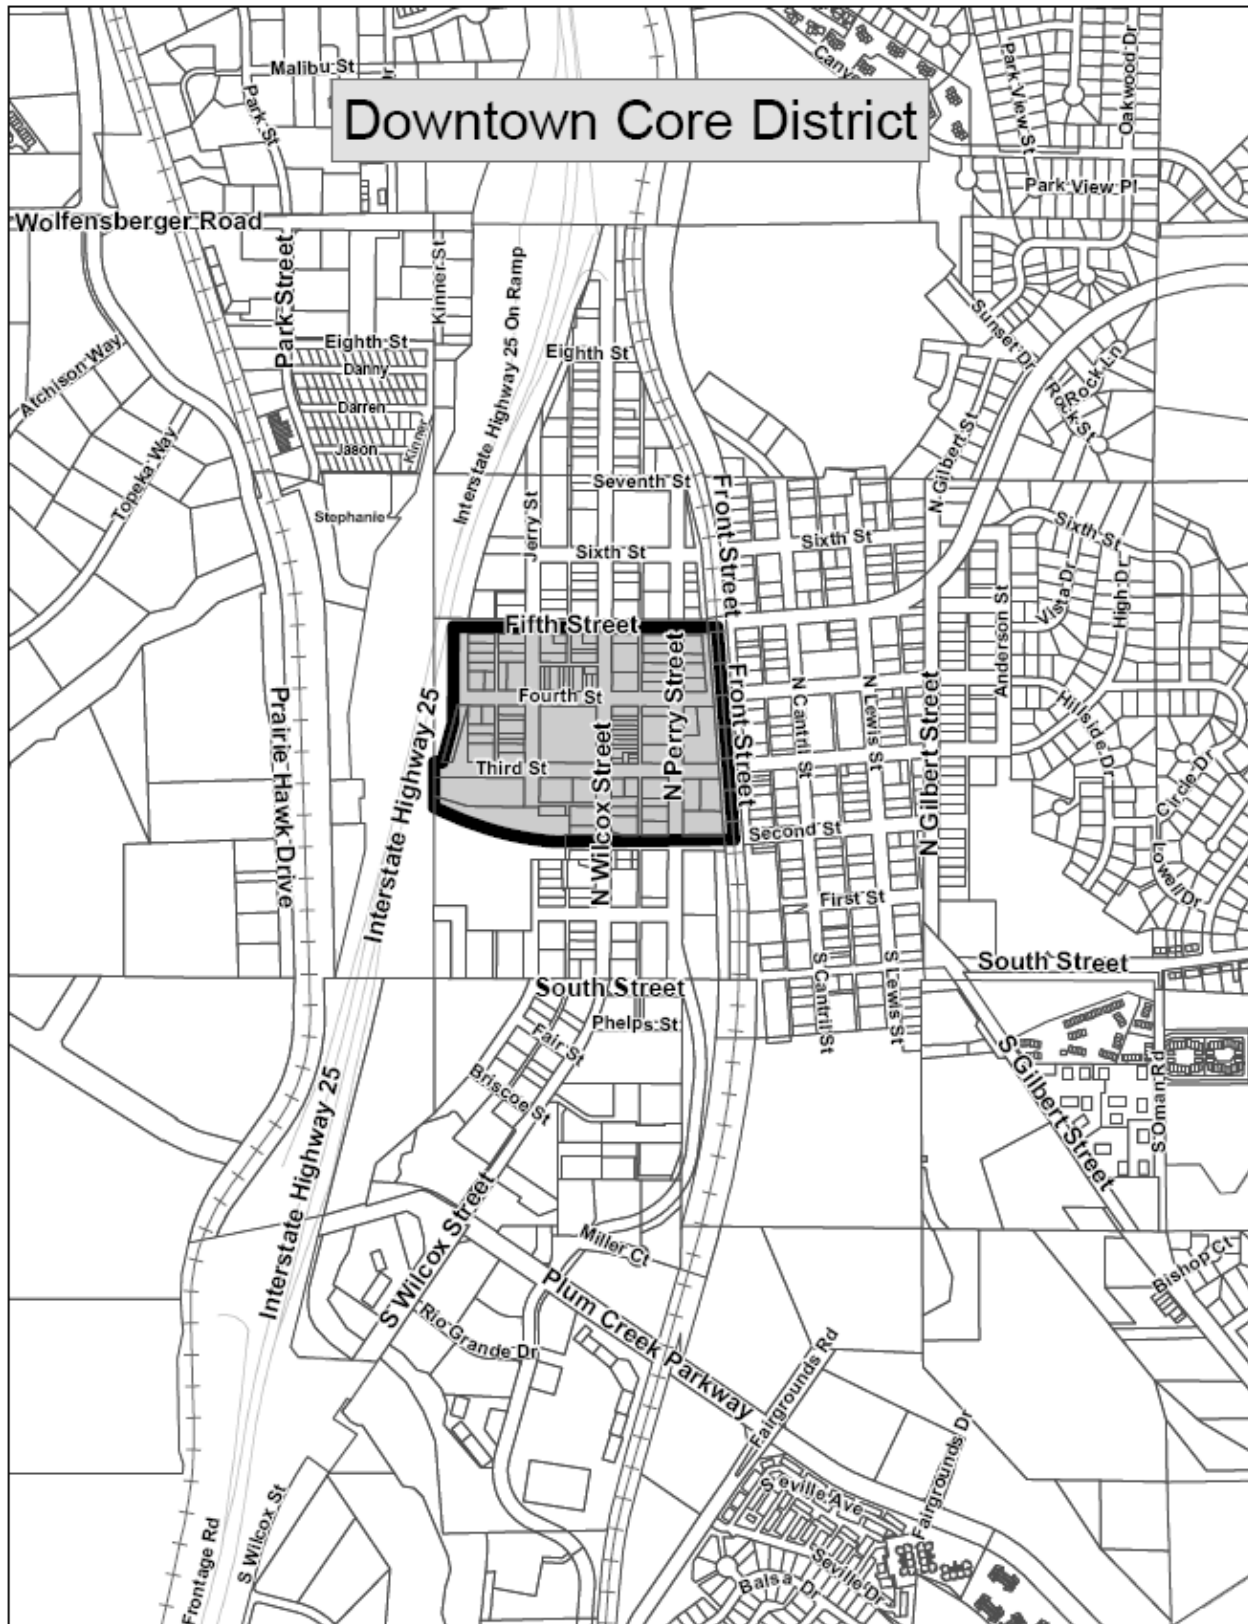 Malibu St
Dr
Park St
Canyo
Park View St
Oakwood Dr
Downtown Core District
Park View Pl
Wolfensberger Road
Park Street
Kinner St
Interstate Highway 25 On Ramp
Sunset Dr
Atchison Way
Eighth St
Eighth St
Danny
Rock Ln
Rock St
Darren
Topeka Way
Jason
Kinner
N Gilbert St
Seventh St
Front Street
Stephanie
Jerry St
Sixth St
Sixth St
Sixth St
Vista Dr
High Dr
Anderson St
Fifth Street
Prairie Hawk Drive
Interstate Highway 25
Fourth St
N Perry Street
Front Street
N Cantril St
N Lewis St
N Gilbert Street
Hillside Dr
Third St
N Wilcox Street
Circle Dr
Second St
Lowell Dr
First St
South Street
South Street
Phelps St
S Cantril St
S Lewis St
Fair St
Briscoe St
S Gilbert Street
S Oman Rd
Interstate Highway 25
S Wilcox Street
Miller Ct
Bishop Ct
Plum Creek Parkway
Rio Grande Dr
Fairgrounds Rd
Fairgrounds Dr
Seville Ave
Seville Dr
Balsa Dr
S Wilcox St
Frontage Rd